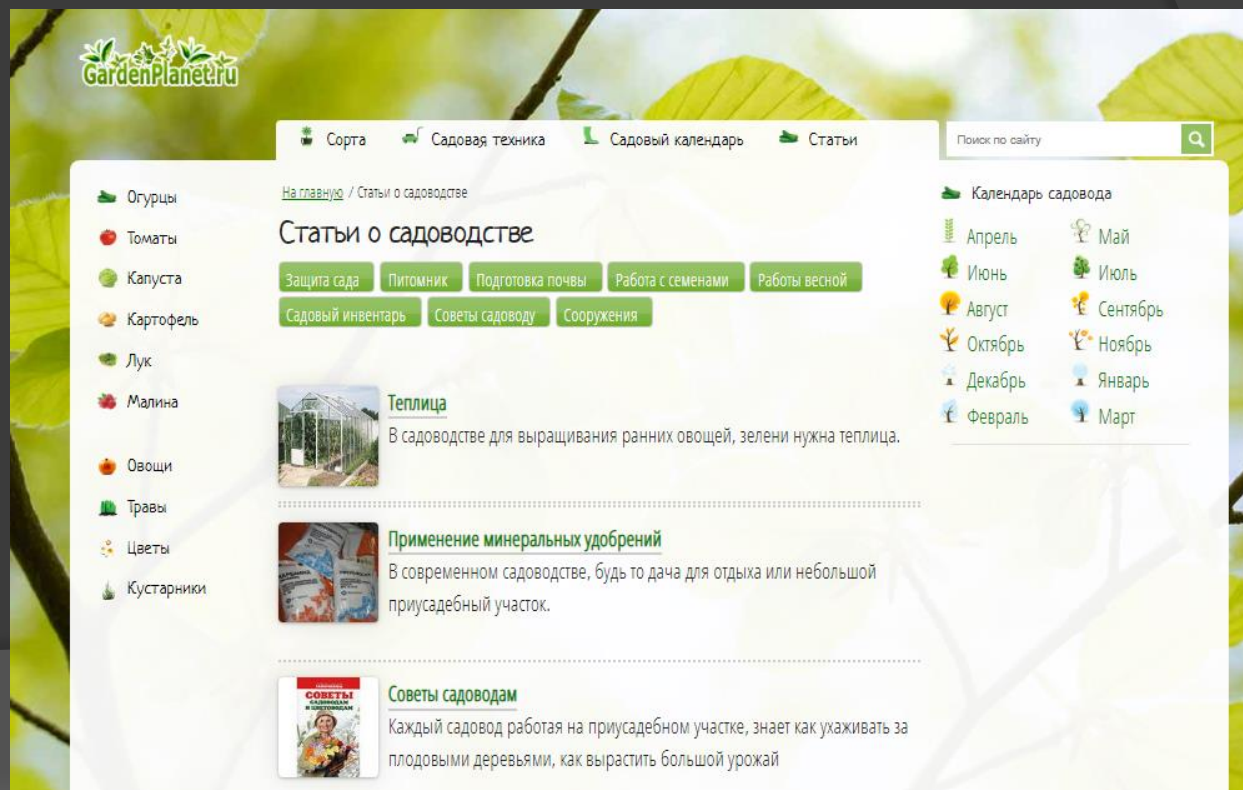 GardenPlanet.ru
Сорта Садовая техника Садовый календарь Статьи
Поиск по сайту
Огурцы
Томаты
Капуста
Картофель
Лук
Малина
Овощи
Травы
Цветы
Кустарники
На главную / Статьи о садоводстве
Статьи о садоводстве
Защита сада Питомник Подготовка почвы Работа с семенами Работы весной
Садовый инвентарь Советы садоводу Сооружения
Теплица
В садоводстве для выращивания ранних овощей, зелени нужна теплица.
Применение минеральных удобрений
В современном садоводстве, будь то дача для отдыха или небольшой
приусадебный участок.
СОВЕТЫ
САДОВОДАМ
И ЦВЕТОВОДАМ
Советы садоводам
Каждый садовод работая на приусадебном участке, знает как ухаживать за
плодовыми деревьями, как вырастить большой урожай
Календарь садовода
Апрель Май
Июнь Июль
Август Сентябрь
Октябрь Ноябрь
Декабрь Январь
Февраль Март